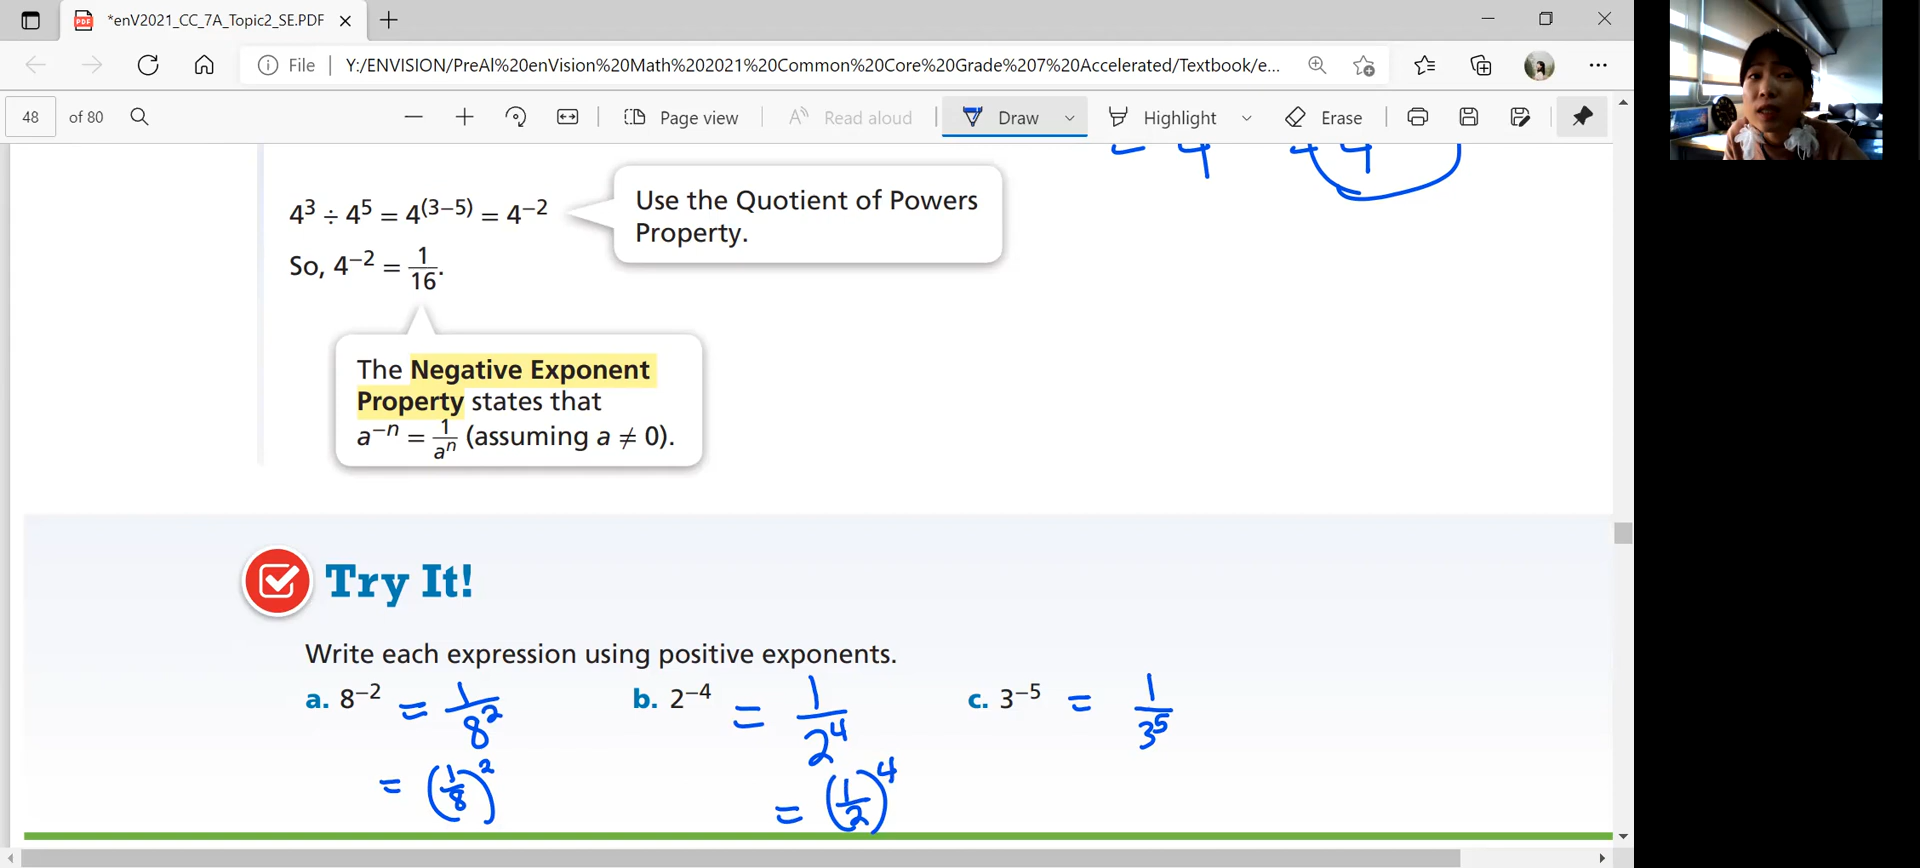 *enV2021_CC_7A_Topic2_SE.PDF
File Y:/ENVISION/PreAl%20enVision%20Math%202021%20Common%20Core%20Grade%207%20Accelerated/Textbook/e...
48 of 80 Page view Read aloud Draw Highlight Erase
4³ ÷ 4⁵ = 4⁽³⁻⁵⁾ = 4⁻²
Use the Quotient of Powers
Property.
So, 4⁻² = 1/16.
The Negative Exponent
Property states that
a⁻ⁿ = 1/aⁿ (assuming a ≠ 0).
Try It!
Write each expression using positive exponents.
a. 8⁻² = 1/8² b. 2⁻⁴ = 1/2⁴ c. 3⁻⁵ = 1/3⁵
= (1/8)² = (1/2)⁴